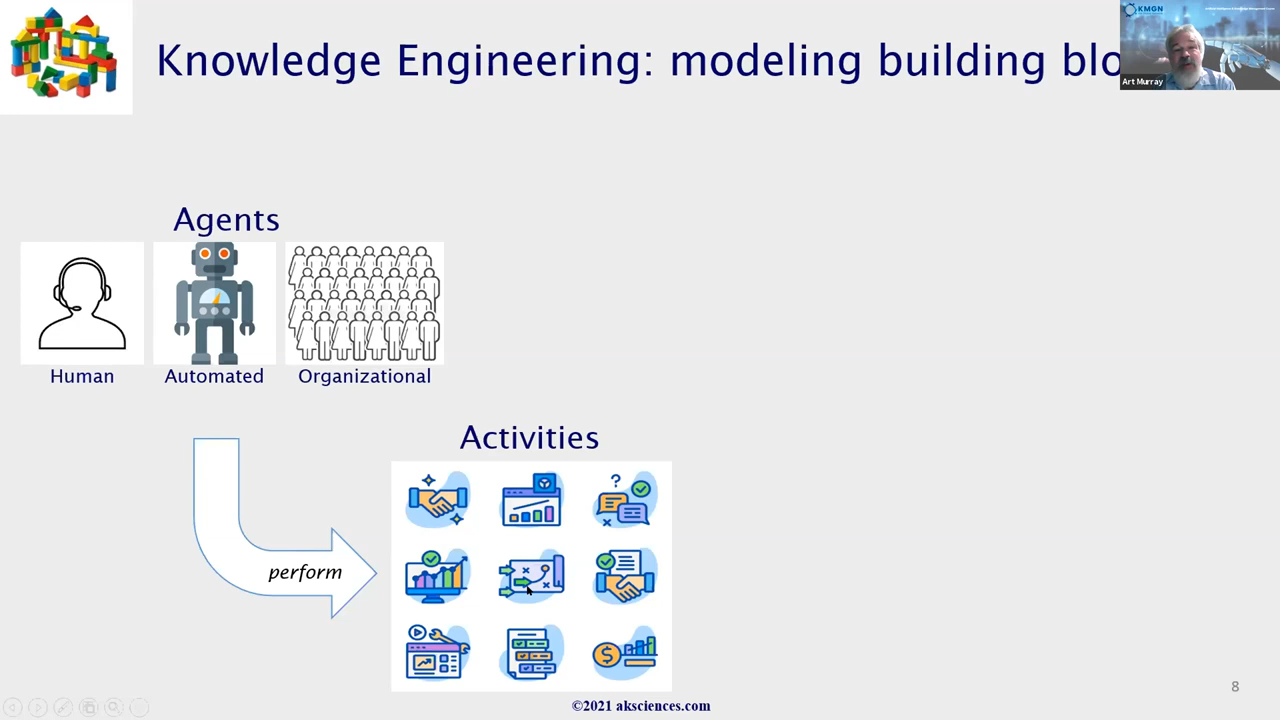 Knowledge Engineering: modeling building blo
KMGN
Art Murray
Agents
Human
Automated
Organizational
Activities
perform
8
©2021 aksciences.com